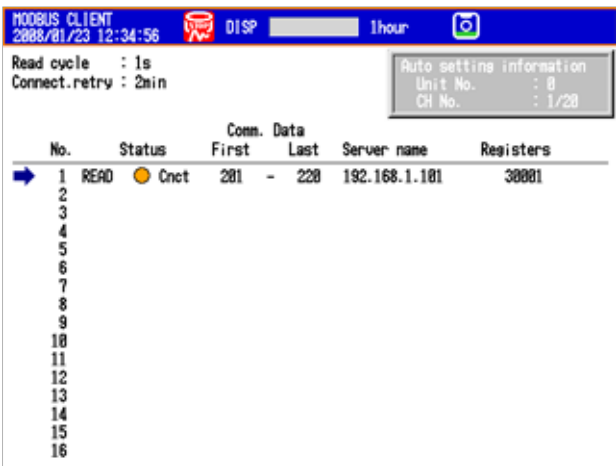 MODBUS CLIENT
2008/01/23 12:34:56 DISP 1hour
Read cycle : 1s
Connect.retry : 2min
Auto setting information
Unit No. : 0
CH No. : 1/20
Comm. Data
No. Status First Last Server name Registers
1 READ Cnct 201 - 220 192.168.1.101 30001
2
3
4
5
6
7
8
9
10
11
12
13
14
15
16